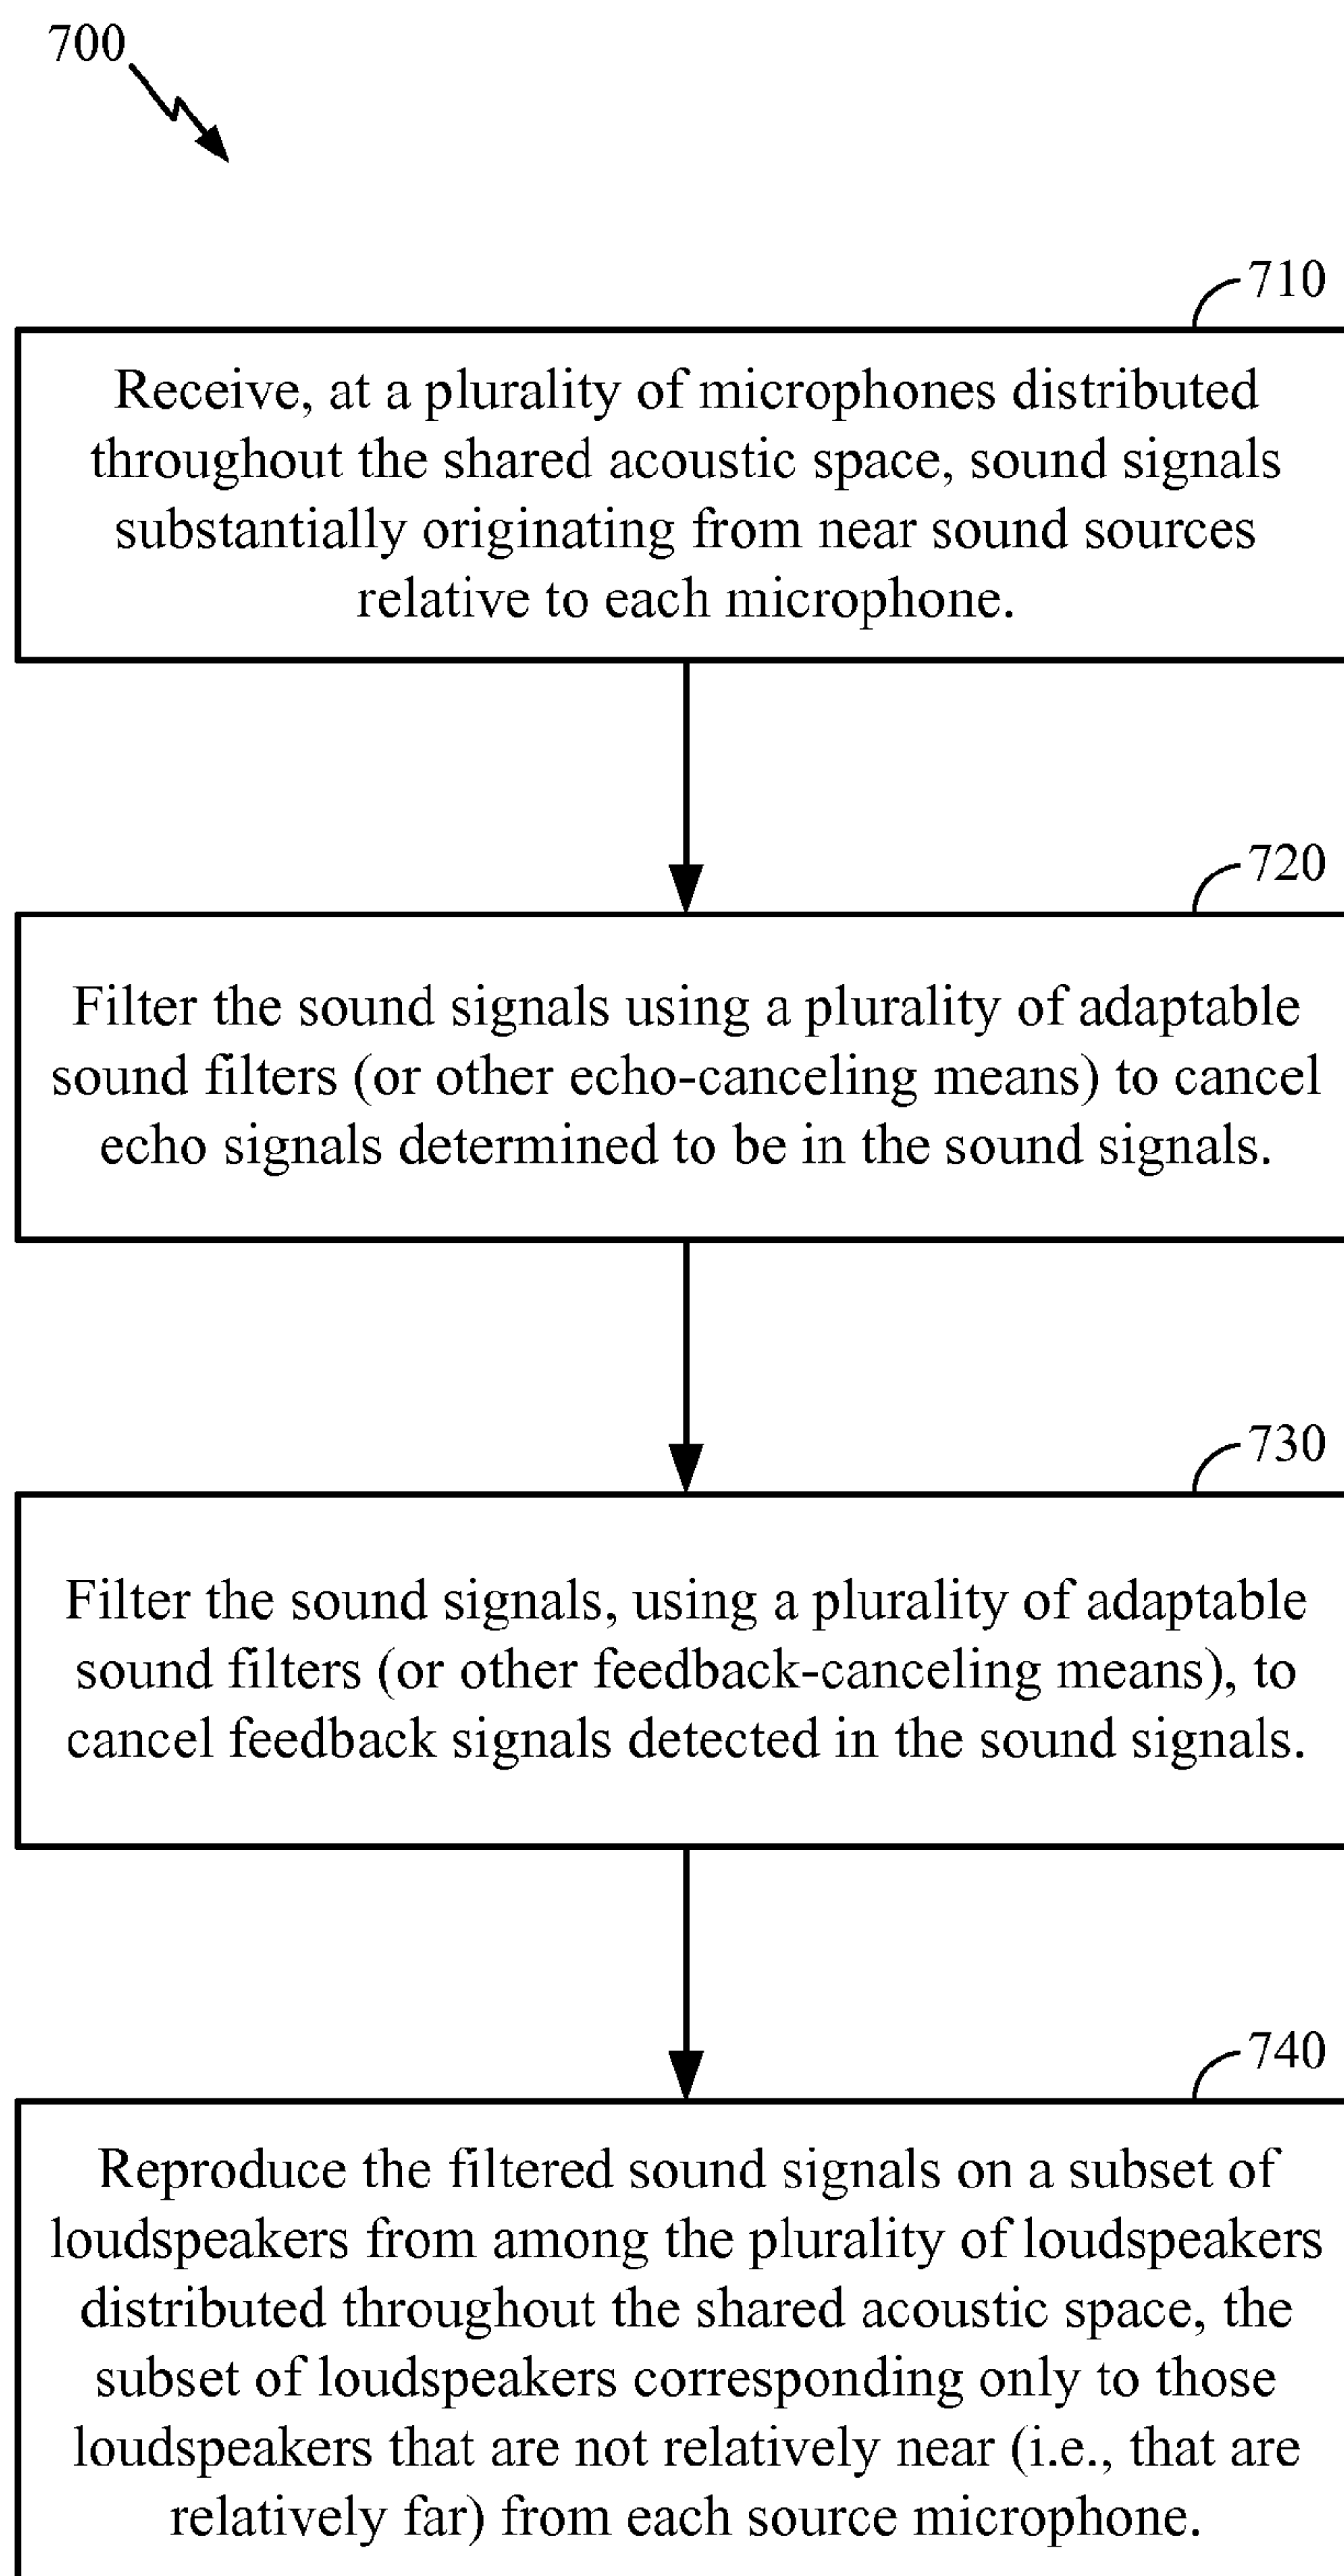 700
710
Receive, at a plurality of microphones distributed
throughout the shared acoustic space, sound signals
substantially originating from near sound sources
relative to each microphone.
720
Filter the sound signals using a plurality of adaptable
sound filters (or other echo-canceling means) to cancel
echo signals determined to be in the sound signals.
730
Filter the sound signals, using a plurality of adaptable
sound filters (or other feedback-canceling means), to
cancel feedback signals detected in the sound signals.
740
Reproduce the filtered sound signals on a subset of
loudspeakers from among the plurality of loudspeakers
distributed throughout the shared acoustic space, the
subset of loudspeakers corresponding only to those
loudspeakers that are not relatively near (i.e., that are
relatively far) from each source microphone.